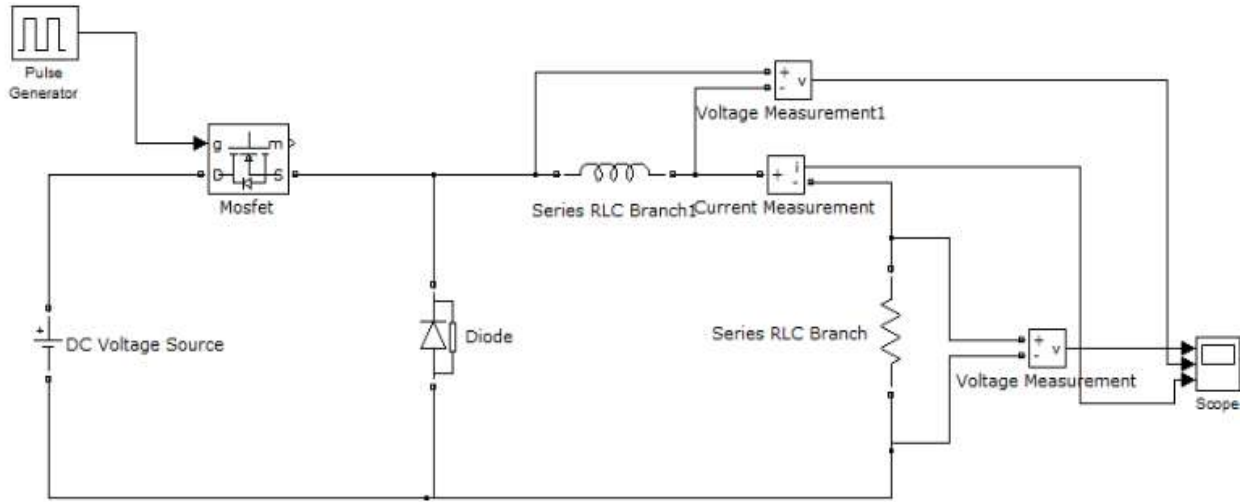 Pulse
Generator
+ v
-
Voltage Measurement1
g m
D S
Mosfet
+ i
-
Series RLC Branch1
Current Measurement
+
DC Voltage Source
Diode
Series RLC Branch
+ v
-
Voltage Measurement
Scope